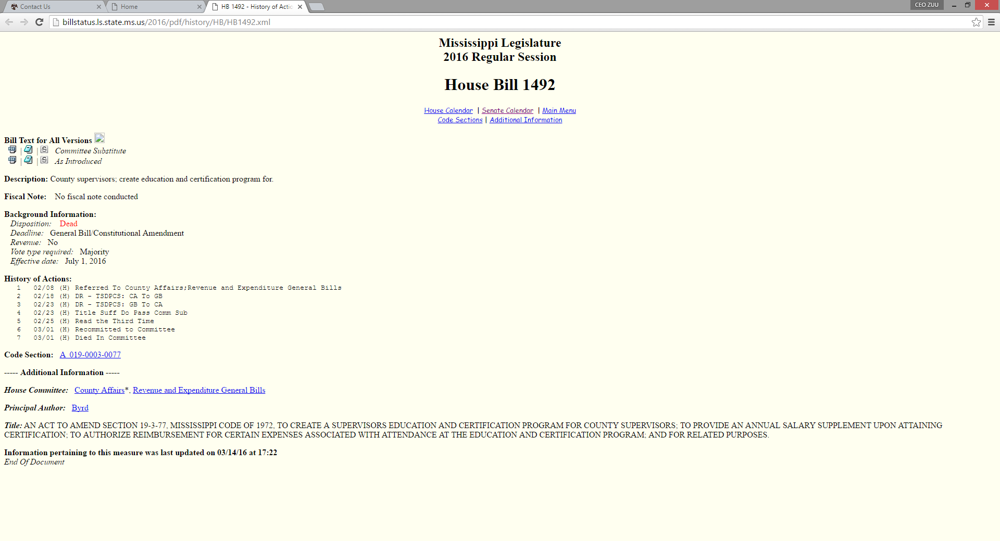 Contact Us
Home
HB 1492 - History of Actio
CEO ZUU
billstatus.ls.state.ms.us/2016/pdf/history/HB/HB1492.xml
Mississippi Legislature
2016 Regular Session
House Bill 1492
House Calendar | Senate Calendar | Main Menu
Code Sections | Additional Information
Bill Text for All Versions
PDF | | S Committee Substitute
PDF | | S As Introduced
Description: County supervisors; create education and certification program for.
Fiscal Note: No fiscal note conducted
Background Information:
Disposition: Dead
Deadline: General Bill/Constitutional Amendment
Revenue: No
Vote type required: Majority
Effective date: July 1, 2016
History of Actions:
1 02/08 (H) Referred To County Affairs;Revenue and Expenditure General Bills
2 02/18 (H) DR - TSDPCS: CA To GB
3 02/23 (H) DR - TSDPCS: GB To CA
4 02/23 (H) Title Suff Do Pass Comm Sub
5 02/25 (H) Read the Third Time
6 03/01 (H) Recommitted to Committee
7 03/01 (H) Died In Committee
Code Section: A 019-0003-0077
----- Additional Information -----
House Committee: County Affairs*, Revenue and Expenditure General Bills
Principal Author: Byrd
Title: AN ACT TO AMEND SECTION 19-3-77, MISSISSIPPI CODE OF 1972, TO CREATE A SUPERVISORS EDUCATION AND CERTIFICATION PROGRAM FOR COUNTY SUPERVISORS; TO PROVIDE AN ANNUAL SALARY SUPPLEMENT UPON ATTAINING
CERTIFICATION; TO AUTHORIZE REIMBURSEMENT FOR CERTAIN EXPENSES ASSOCIATED WITH ATTENDANCE AT THE EDUCATION AND CERTIFICATION PROGRAM; AND FOR RELATED PURPOSES.
Information pertaining to this measure was last updated on 03/14/16 at 17:22
End Of Document